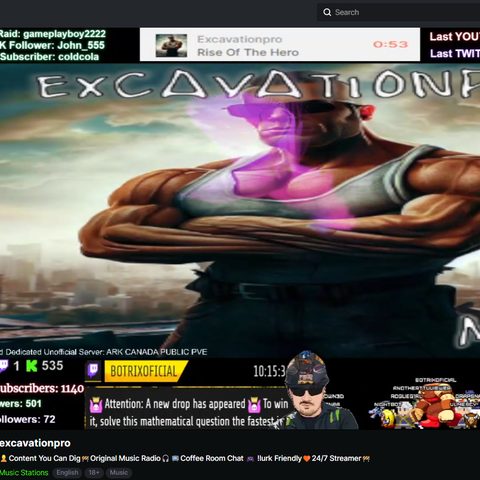 Search
Raid: gameplayboy2222
K Follower: John_555
Subscriber: coldcola
Excavationpro
Rise Of The Hero
0:53
Last YOU
Last TWIT
EXCAVATIONP
Dedicated Unofficial Server: ARK CANADA PUBLIC PVE
1 K 535
BOTRIXOFICIAL
10:15:3
ubscribers: 1140
wers: 501
ollowers: 72
Attention: A new drop has appeared To win
it, solve this mathematical question the fastest
BOTRIXOFICIAL
excavationpro
Content You Can Dig Original Music Radio Coffee Room Chat !lurk Friendly 24/7 Streamer
Music Stations English 18+ Music